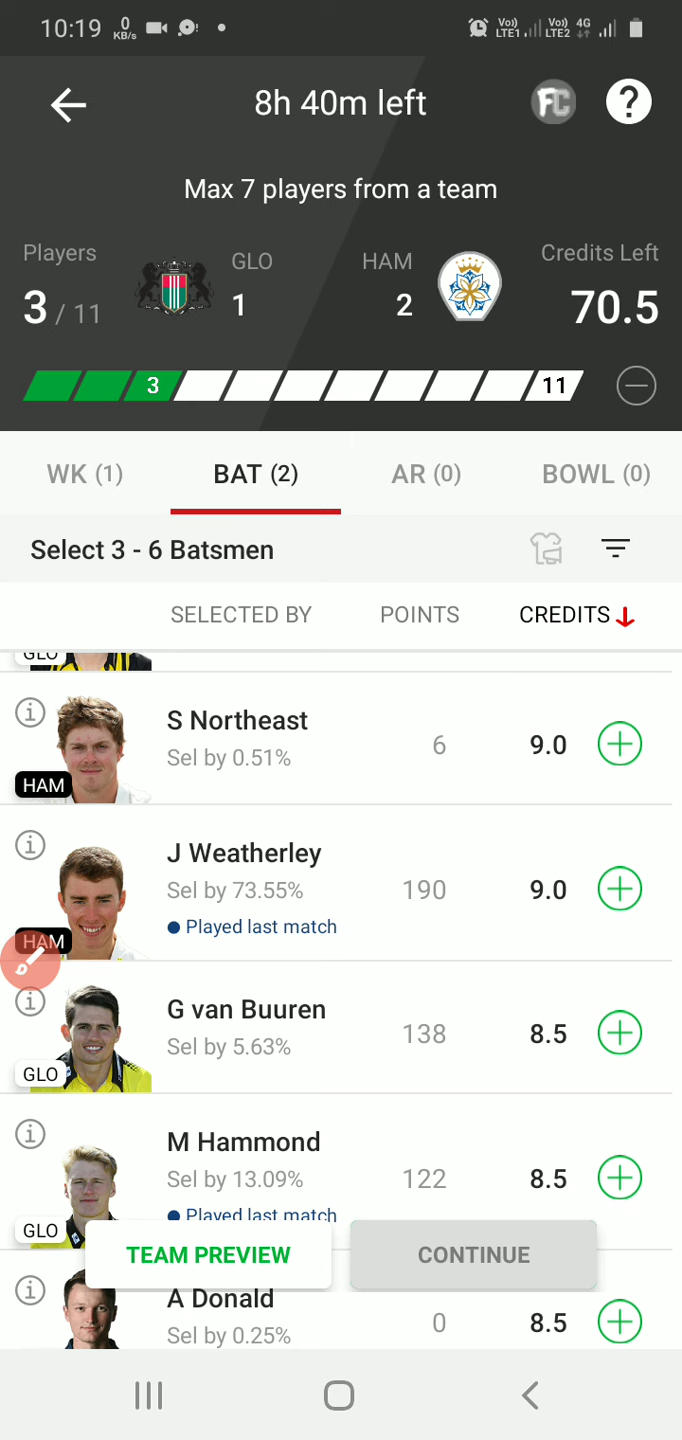 10:19 0 KB/s Vo) LTE1 Vo) LTE2 4G
8h 40m left FC ?
Max 7 players from a team
Players GLO HAM Credits Left
3 / 11 1 2 70.5
3 11
WK (1) BAT (2) AR (0) BOWL (0)
Select 3 - 6 Batsmen
SELECTED BY POINTS CREDITS
GLO
S Northeast
Sel by 0.51% 6 9.0
HAM
J Weatherley
Sel by 73.55% 190 9.0
Played last match
HAM
G van Buuren
Sel by 5.63% 138 8.5
GLO
M Hammond
Sel by 13.09% 122 8.5
Played last match
GLO
TEAM PREVIEW CONTINUE
A Donald
Sel by 0.25% 0 8.5